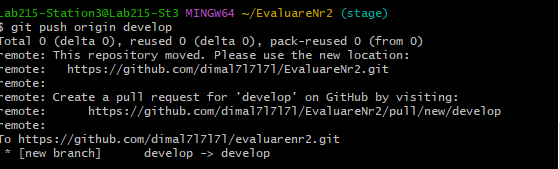 Lab215-Station3@Lab215-St3 MINGW64 ~/EvaluareNr2 (stage)
$ git push origin develop
Total 0 (delta 0), reused 0 (delta 0), pack-reused 0 (from 0)
remote: This repository moved. Please use the new location:
remote:   https://github.com/dimal7l7l7l/EvaluareNr2.git
remote:
remote: Create a pull request for 'develop' on GitHub by visiting:
remote:      https://github.com/dimal7l7l7l/EvaluareNr2/pull/new/develop
remote:
To https://github.com/dimal7l7l7l/evaluarenr2.git
 * [new branch]      develop -> develop